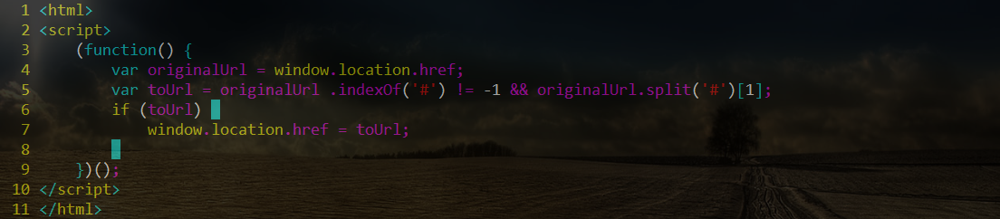 1 <html>
2 <script>
3 (function() {
4 var originalUrl = window.location.href;
5 var toUrl = originalUrl .indexOf('#') != -1 && originalUrl.split('#')[1];
6 if (toUrl)
7 window.location.href = toUrl;
8
9 })();
10 </script>
11 </html>